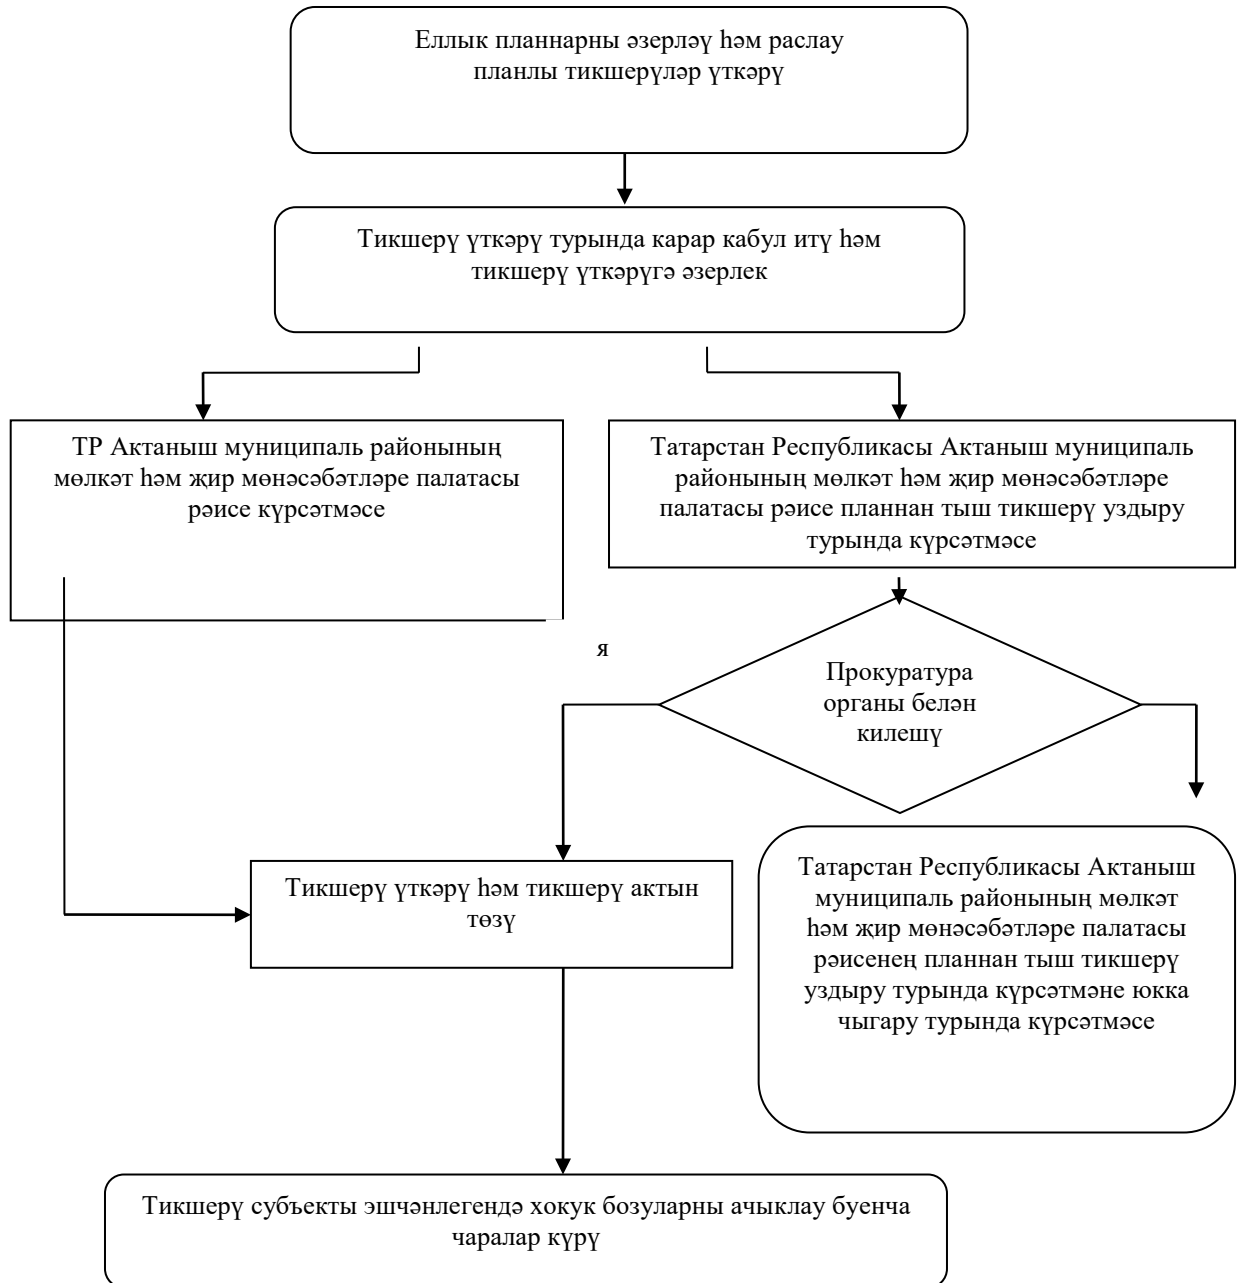 Еллык планнарны әзерләү һәм раслау
планлы тикшерүләр үткәрү
Тикшерү үткәрү турында карар кабул итү һәм
тикшерү үткәрүгә әзерлек
ТР Актаныш муниципаль районының
мөлкәт һәм җир мөнәсәбәтләре палатасы
рәисе күрсәтмәсе
Татарстан Республикасы Актаныш муниципаль
районының мөлкәт һәм җир мөнәсәбәтләре
палатасы рәисе планнан тыш тикшерү уздыру
турында күрсәтмәсе
я
Прокуратура
органы белән
килешү
Тикшерү үткәрү һәм тикшерү актын
төзү
Татарстан Республикасы Актаныш
муниципаль районының мөлкәт
һәм җир мөнәсәбәтләре палатасы
рәисенең планнан тыш тикшерү
уздыру турында күрсәтмәне юкка
чыгару турында күрсәтмәсе
Тикшерү субъекты эшчәнлегендә хокук бозуларны ачыклау буенча
чаралар күрү